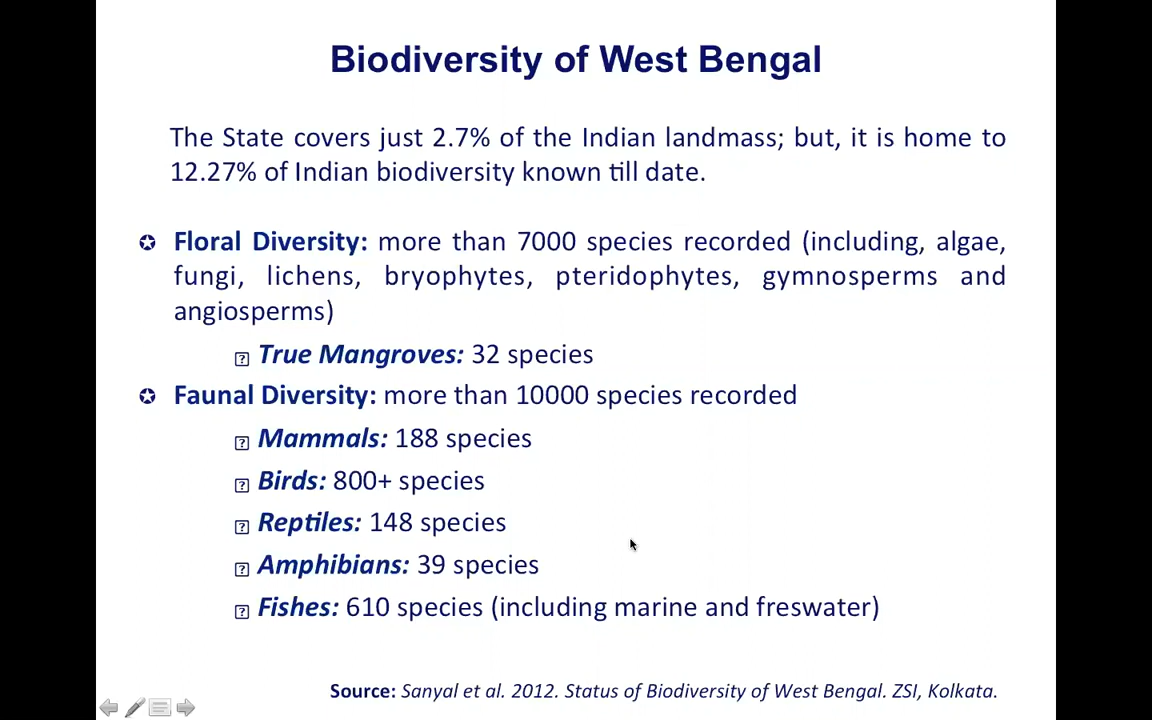 Biodiversity of West Bengal
The State covers just 2.7% of the Indian landmass; but, it is home to
12.27% of Indian biodiversity known till date.
Floral Diversity: more than 7000 species recorded (including, algae,
fungi, lichens, bryophytes, pteridophytes, gymnosperms and
angiosperms)
True Mangroves: 32 species
Faunal Diversity: more than 10000 species recorded
Mammals: 188 species
Birds: 800+ species
Reptiles: 148 species
Amphibians: 39 species
Fishes: 610 species (including marine and freswater)
Source: Sanyal et al. 2012. Status of Biodiversity of West Bengal. ZSI, Kolkata.